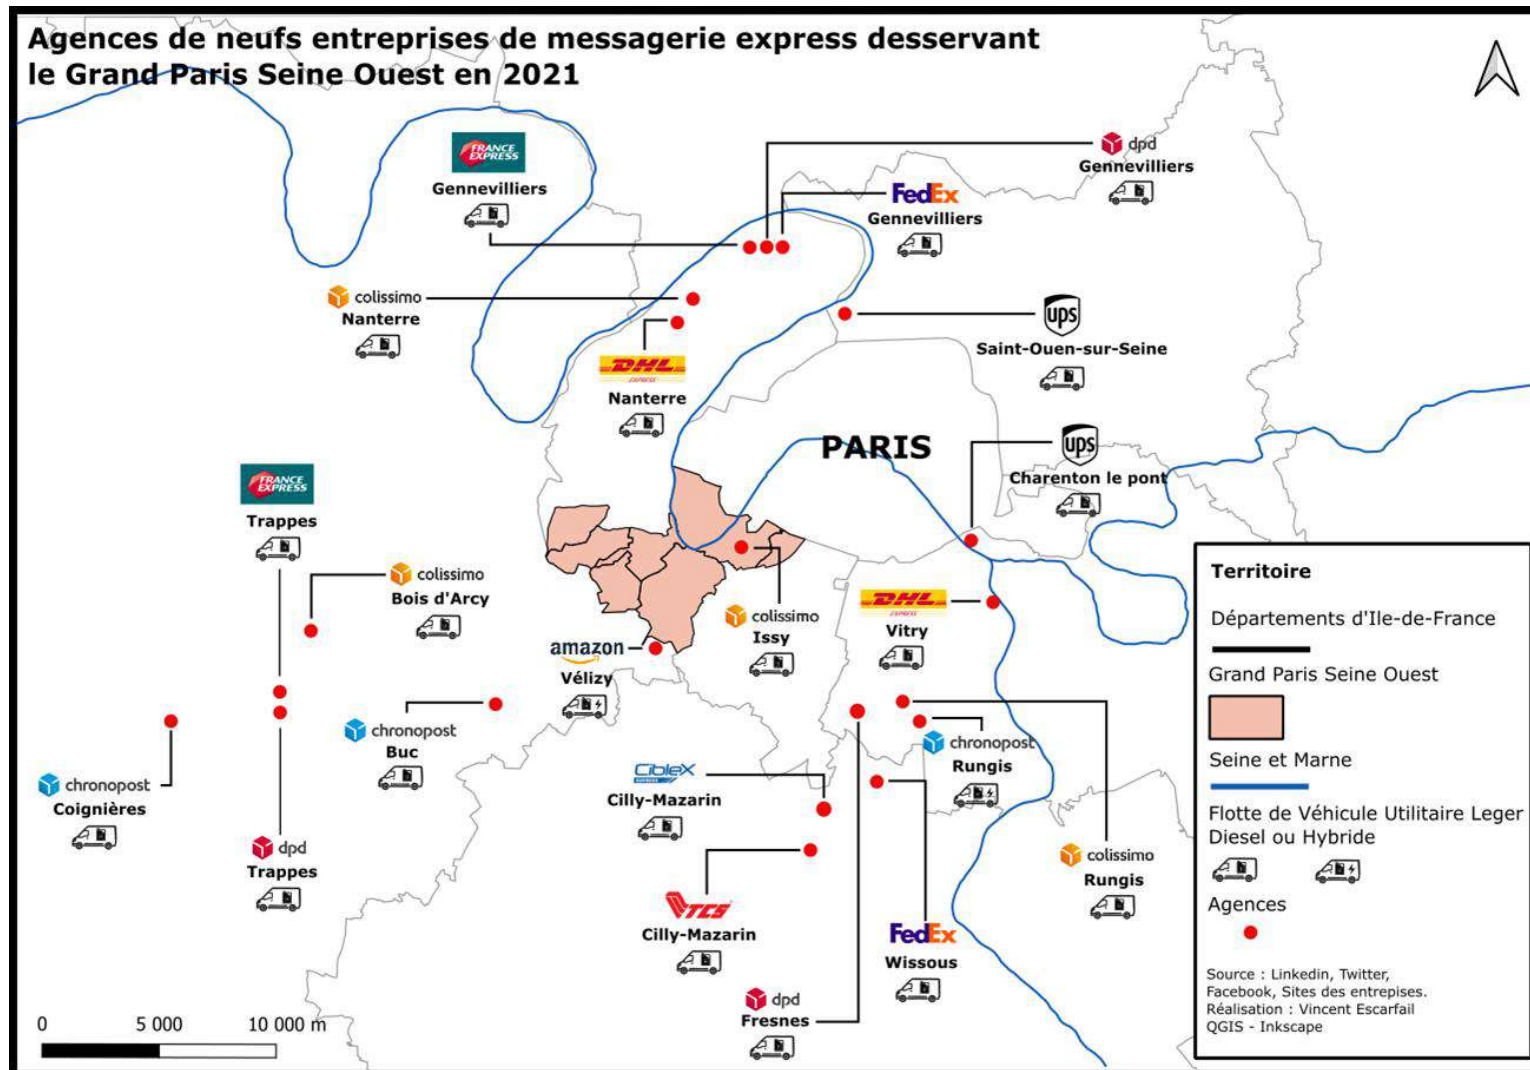 Agences de neufs entreprises de messagerie express desservant
le Grand Paris Seine Ouest en 2021
FRANCE
EXPRESS
Gennevilliers
dpd
Gennevilliers
FedEx
Gennevilliers
colissimo
Nanterre
DHL
EXPRESS
Nanterre
ups
Saint-Ouen-sur-Seine
PARIS
ups
Charenton le pont
FRANCE
EXPRESS
Trappes
colissimo
Bois d'Arcy
colissimo
Issy
DHL
EXPRESS
Vitry
amazon
Vélizy
chronopost
Buc
chronopost
Rungis
chronopost
Coignières
CibleX
EXPRESS
Cilly-Mazarin
dpd
Trappes
colissimo
Rungis
TCS
Cilly-Mazarin
FedEx
Wissous
dpd
Fresnes
0 5 000 10 000 m
Territoire
Départements d'Ile-de-France
Grand Paris Seine Ouest
Seine et Marne
Flotte de Véhicule Utilitaire Leger
Diesel ou Hybride
Agences
Source : Linkedin, Twitter,
Facebook, Sites des entrepises.
Réalisation : Vincent Escarfail
QGIS - Inkscape